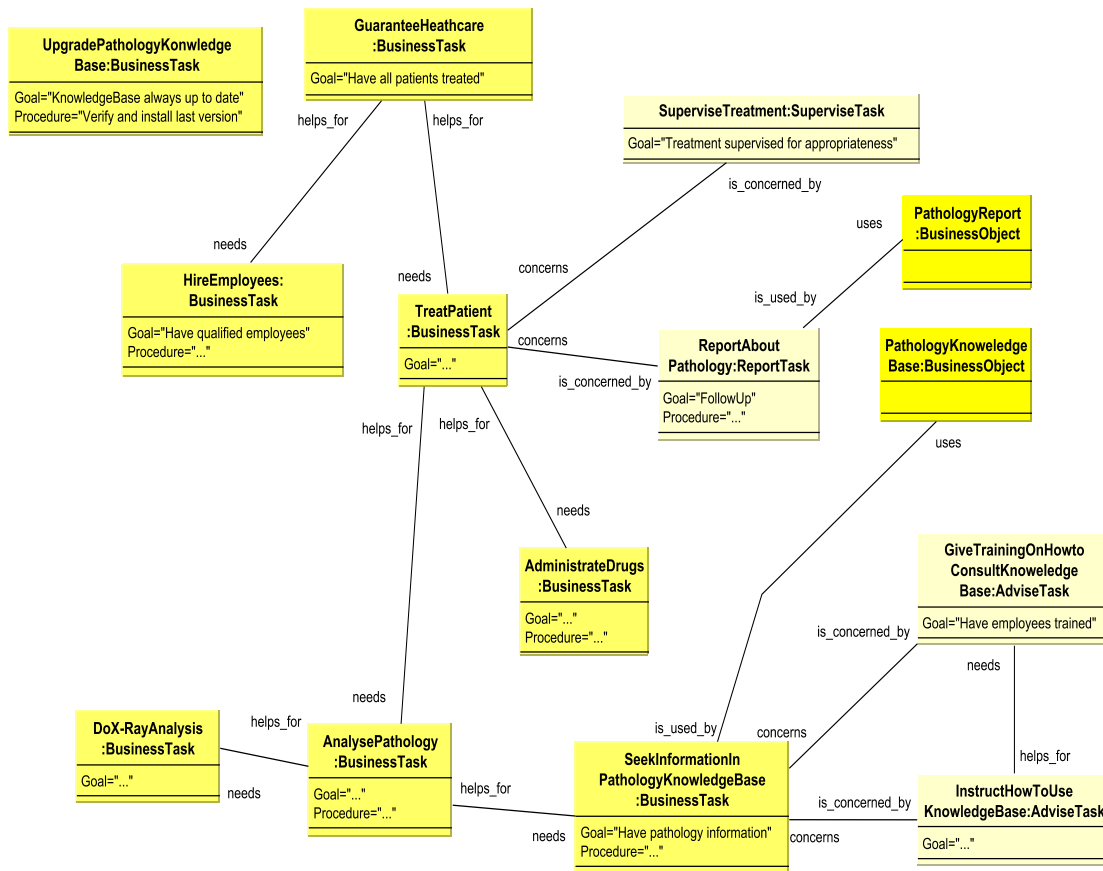 GuaranteeHeathcare
:BusinessTask
Goal="Have all patients treated"
UpgradePathologyKonwledge
Base:BusinessTask
Goal="KnowledgeBase always up to date"
Procedure="Verify and install last version"
helps_for
helps_for
SuperviseTreatment:SuperviseTask
Goal="Treatment supervised for appropriateness"
is_concerned_by
PathologyReport
:BusinessObject
uses
needs
needs
concerns
HireEmployees:
BusinessTask
Goal="Have qualified employees"
Procedure="..."
TreatPatient
:BusinessTask
Goal="..."
is_used_by
concerns
is_concerned_by
ReportAbout
Pathology:ReportTask
Goal="FollowUp"
Procedure="..."
PathologyKnoweledge
Base:BusinessObject
uses
helps_for
helps_for
needs
AdministrateDrugs
:BusinessTask
Goal="..."
Procedure="..."
GiveTrainingOnHowto
ConsultKnoweledge
Base:AdviseTask
Goal="Have employees trained"
is_concerned_by
needs
needs
is_used_by
concerns
helps_for
DoX-RayAnalysis
:BusinessTask
Goal="..."
helps_for
needs
AnalysePathology
:BusinessTask
Goal="..."
Procedure="..."
helps_for
needs
SeekInformationIn
PathologyKnowledgeBase
:BusinessTask
Goal="Have pathology information"
Procedure="..."
is_concerned_by
concerns
InstructHowToUse
KnowledgeBase:AdviseTask
Goal="..."